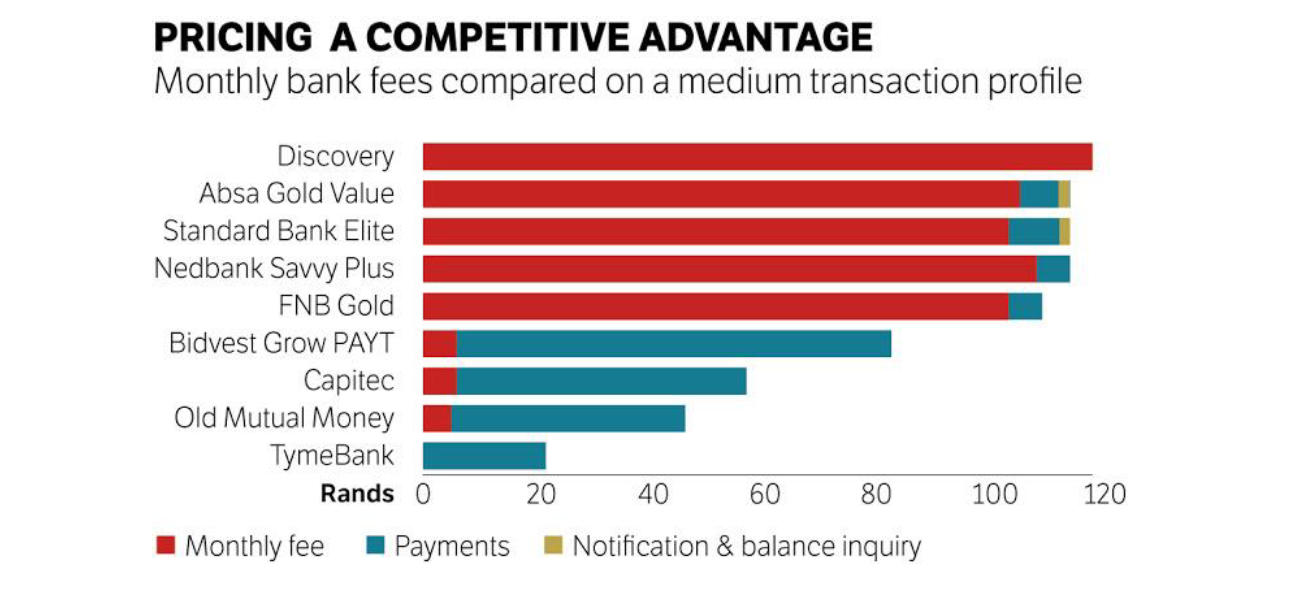 PRICING A COMPETITIVE ADVANTAGE
Monthly bank fees compared on a medium transaction profile
Discovery
Absa Gold Value
Standard Bank Elite
Nedbank Savvy Plus
FNB Gold
Bidvest Grow PAYT
Capitec
Old Mutual Money
TymeBank
Rands 0 20 40 60 80 100 120
Monthly fee Payments Notification & balance inquiry